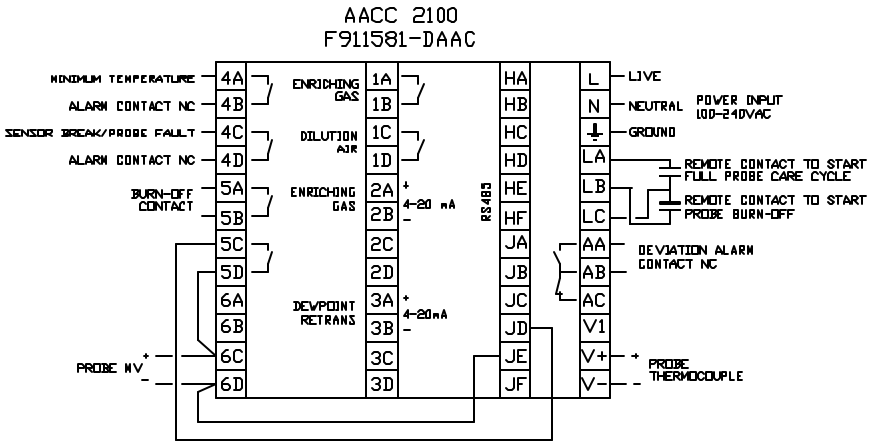 AACC 2100
F911581-DAAC
MINIMUM TEMPERATURE
ALARM CONTACT NC
SENSOR BREAK/PROBE FAULT
ALARM CONTACT NC
BURN-OFF
CONTACT
PROBE MV
+
-
4A
4B
4C
4D
5A
5B
5C
5D
6A
6B
6C
6D
ENRICHING
GAS
DILUTION
AIR
ENRICHING
GAS
DEWPOINT
RETRANS
1A
1B
1C
1D
2A
2B
2C
2D
3A
3B
3C
3D
+
4-20 mA
-
+
4-20mA
-
RS485
HA
HB
HC
HD
HE
HF
JA
JB
JC
JD
JE
JF
L
N
LA
LB
LC
AA
AB
AC
V1
V+
V-
LIVE
NEUTRAL
GROUND
POWER INPUT
100-240VAC
REMOTE CONTACT TO START
FULL PROBE CARE CYCLE
REMOTE CONTACT TO START
PROBE BURN-OFF
DEVIATION ALARM
CONTACT NC
+
-
PROBE
THERMOCOUPLE